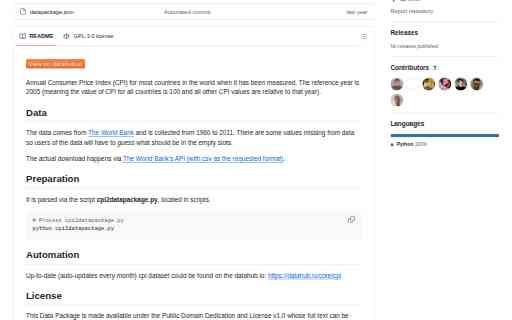 datapackage.json Automated commit last year
README GPL-3.0 license
View on datahub.io
Annual Consumer Price Index (CPI) for most countries in the world when it has been measured. The reference year is
2005 (meaning the value of CPI for all countries is 100 and all other CPI values are relative to that year).
Data
The data comes from The World Bank and is collected from 1960 to 2011. There are some values missing from data
so users of the data will have to guess what should be in the empty slots.
The actual download happens via The World Bank's API (with csv as the requested format).
Preparation
It is parsed via the script cpi2datapackage.py, located in scripts.
# Process cpi2datapackage.py
python cpi2datapackage.py
Automation
Up-to-date (auto-updates every month) cpi dataset could be found on the datahub.io: https://datahub.io/core/cpi
License
This Data Package is made available under the Public Domain Dedication and License v1.0 whose full text can be
Report repository
Releases
No releases published
Contributors 7
Languages
Python 100%